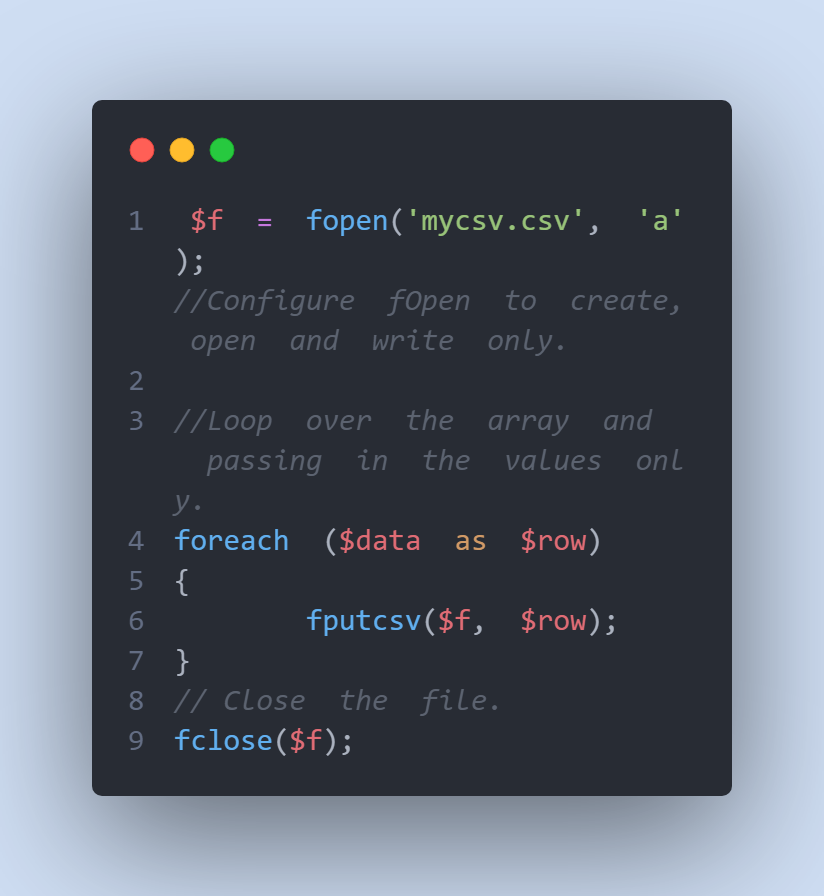 1 $f = fopen('mycsv.csv', 'a'
);
//Configure fOpen to create,
open and write only.
2
3 //Loop over the array and
passing in the values onl
y.
4 foreach ($data as $row)
5 {
6 fputcsv($f, $row);
7 }
8 // Close the file.
9 fclose($f);